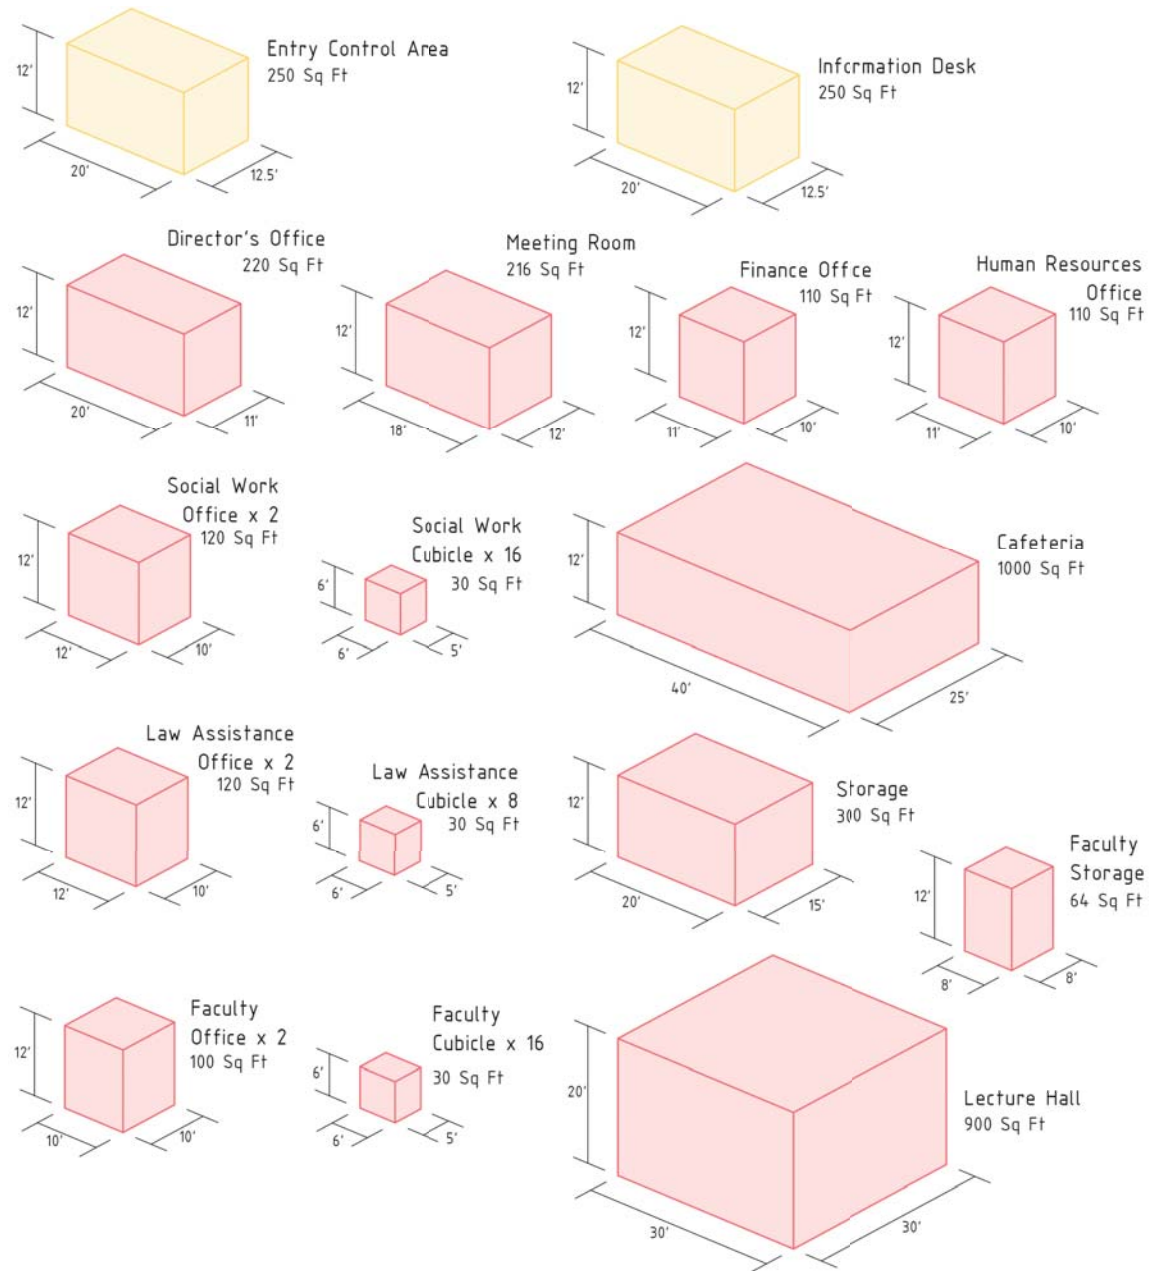 Entry Control Area
250 Sq Ft
12'
20'
12.5'
Information Desk
250 Sq Ft
12'
20'
12.5'
Director's Office
220 Sq Ft
12'
20'
11'
Meeting Room
216 Sq Ft
12'
18'
12'
Finance Office
110 Sq Ft
12'
11'
10'
Human Resources
Office
110 Sq Ft
12'
11'
10'
Social Work
Office x 2
120 Sq Ft
12'
12'
10'
Social Work
Cubicle x 16
30 Sq Ft
6'
6'
5'
Cafeteria
1000 Sq Ft
12'
40'
25'
Law Assistance
Office x 2
120 Sq Ft
12'
12'
10'
Law Assistance
Cubicle x 8
30 Sq Ft
6'
6'
5'
Storage
300 Sq Ft
12'
20'
15'
Faculty
Storage
64 Sq Ft
12'
8'
8'
Faculty
Office x 2
100 Sq Ft
12'
10'
10'
Faculty
Cubicle x 16
30 Sq Ft
6'
6'
5'
Lecture Hall
900 Sq Ft
20'
30'
30'